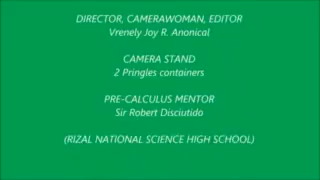 DIRECTOR, CAMERAWOMAN, EDITOR
Vrenely Joy R. Anonical
CAMERA STAND
2 Pringles containers
PRE-CALCULUS MENTOR
Sir Robert Disciutido
(RIZAL NATIONAL SCIENCE HIGH SCHOOL)